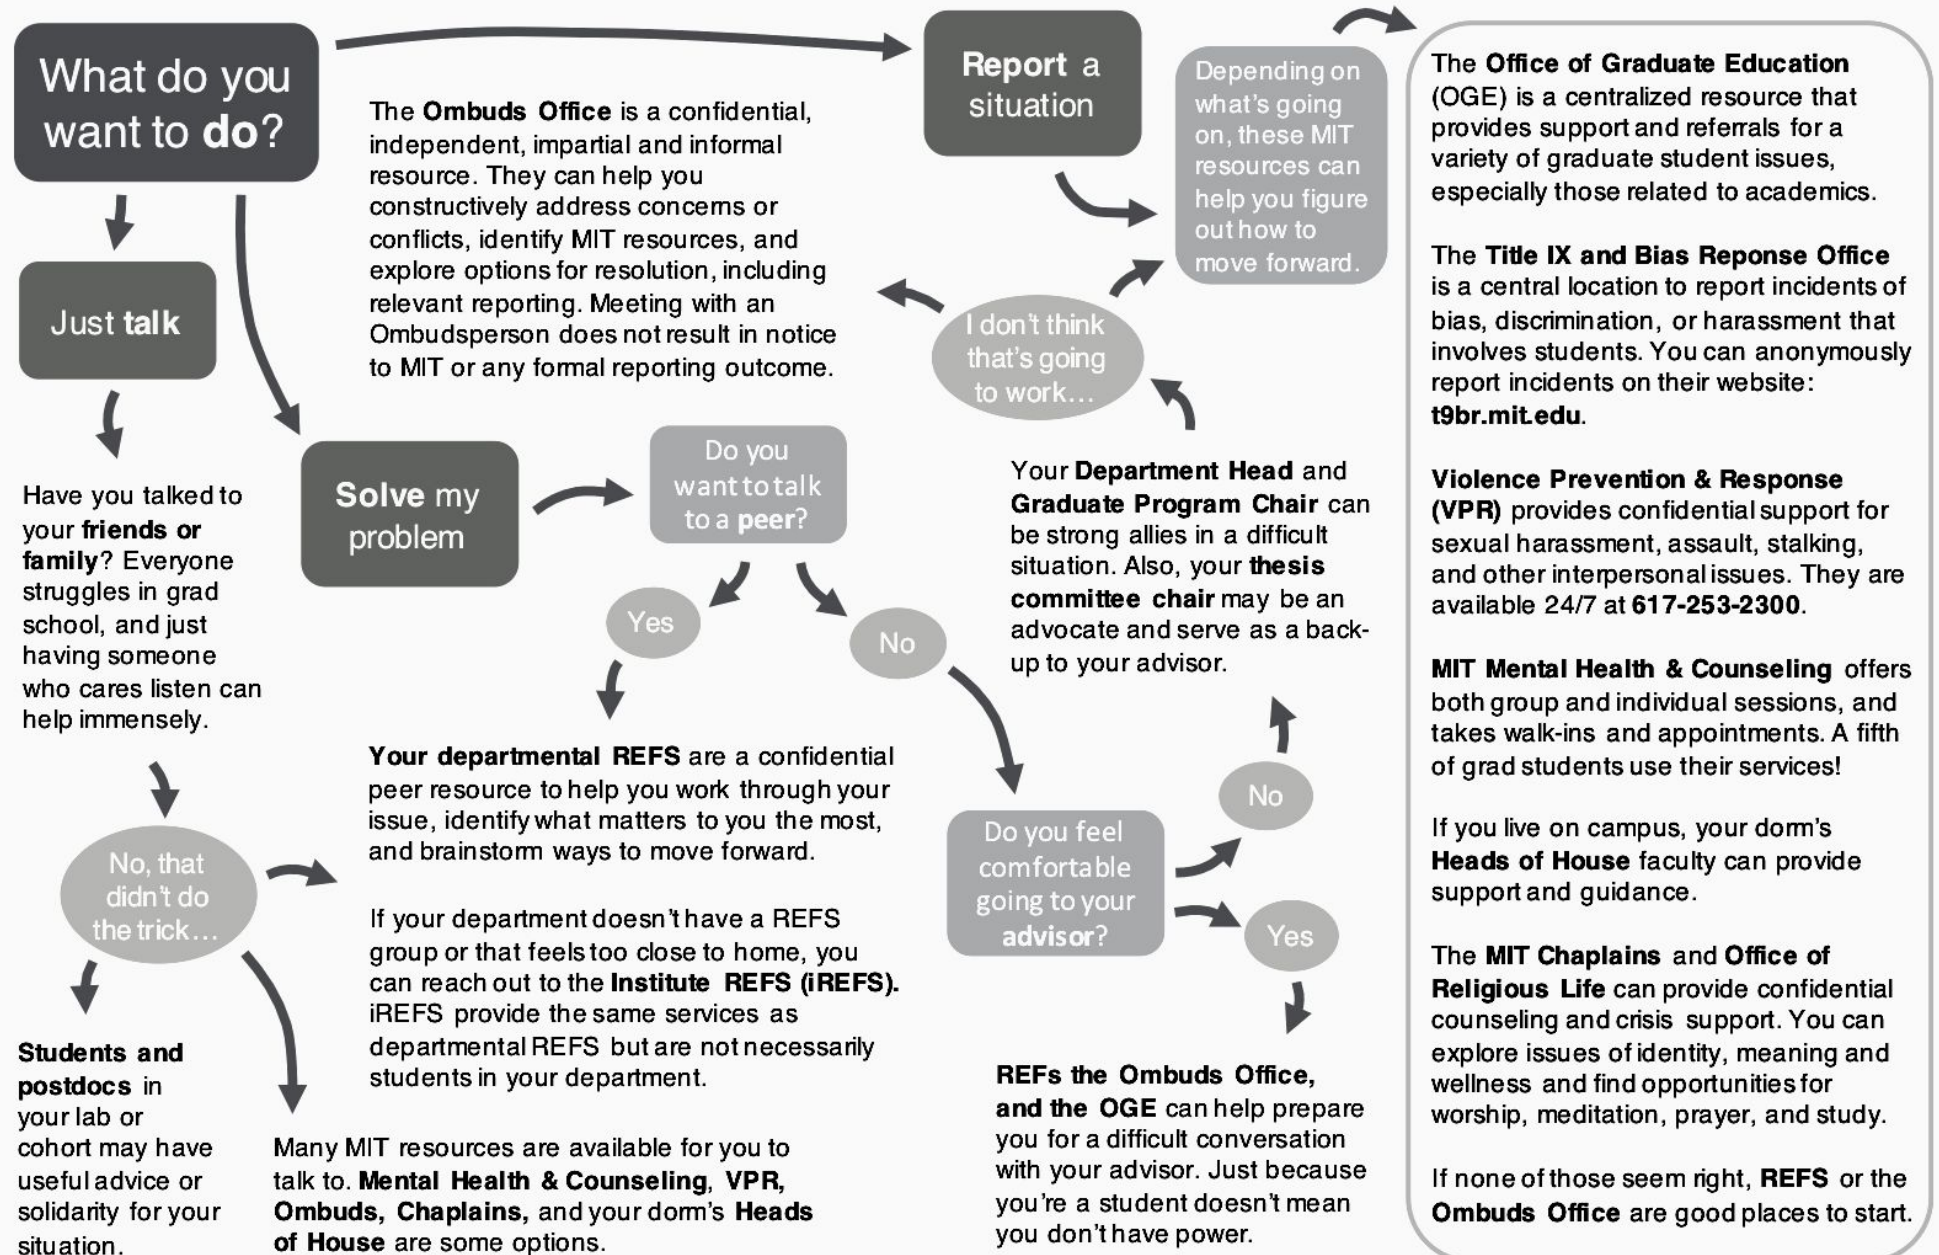 What do you
want to do?
Just talk
Have you talked to
your friends or
family? Everyone
struggles in grad
school, and just
having someone
who cares listen can
help immensely.
No, that
didn't do
the trick...
Students and
postdocs in
your lab or
cohort may have
useful advice or
solidarity for your
situation.
Many MIT resources are available for you to
talk to. Mental Health & Counseling, VPR,
Ombuds, Chaplains, and your dorm's Heads
of House are some options.
Solve my
problem
Do you
want to talk
to a peer?
Yes
No
Your departmental REFS are a confidential
peer resource to help you work through your
issue, identify what matters to you the most,
and brainstorm ways to move forward.
If your department doesn't have a REFS
group or that feels too close to home, you
can reach out to the Institute REFS (iREFS).
iREFS provide the same services as
departmental REFS but are not necessarily
students in your department.
Do you feel
comfortable
going to your
advisor?
No
Yes
REFs the Ombuds Office,
and the OGE can help prepare
you for a difficult conversation
with your advisor. Just because
you're a student doesn't mean
you don't have power.
Your Department Head and
Graduate Program Chair can
be strong allies in a difficult
situation. Also, your thesis
committee chair may be an
advocate and serve as a back-
up to your advisor.
I don't think
that's going
to work...
The Ombuds Office is a confidential,
independent, impartial and informal
resource. They can help you
constructively address concerns or
conflicts, identify MIT resources, and
explore options for resolution, including
relevant reporting. Meeting with an
Ombudsperson does not result in notice
to MIT or any formal reporting outcome.
Report a
situation
Depending on
what's going
on, these MIT
resources can
help you figure
out how to
move forward.
The Office of Graduate Education
(OGE) is a centralized resource that
provides support and referrals for a
variety of graduate student issues,
especially those related to academics.
The Title IX and Bias Reponse Office
is a central location to report incidents of
bias, discrimination, or harassment that
involves students. You can anonymously
report incidents on their website:
t9br.mit.edu.
Violence Prevention & Response
(VPR) provides confidential support for
sexual harassment, assault, stalking,
and other interpersonal issues. They are
available 24/7 at 617-253-2300.
MIT Mental Health & Counseling offers
both group and individual sessions, and
takes walk-ins and appointments. A fifth
of grad students use their services!
If you live on campus, your dorm's
Heads of House faculty can provide
support and guidance.
The MIT Chaplains and Office of
Religious Life can provide confidential
counseling and crisis support. You can
explore issues of identity, meaning and
wellness and find opportunities for
worship, meditation, prayer, and study.
If none of those seem right, REFS or the
Ombuds Office are good places to start.